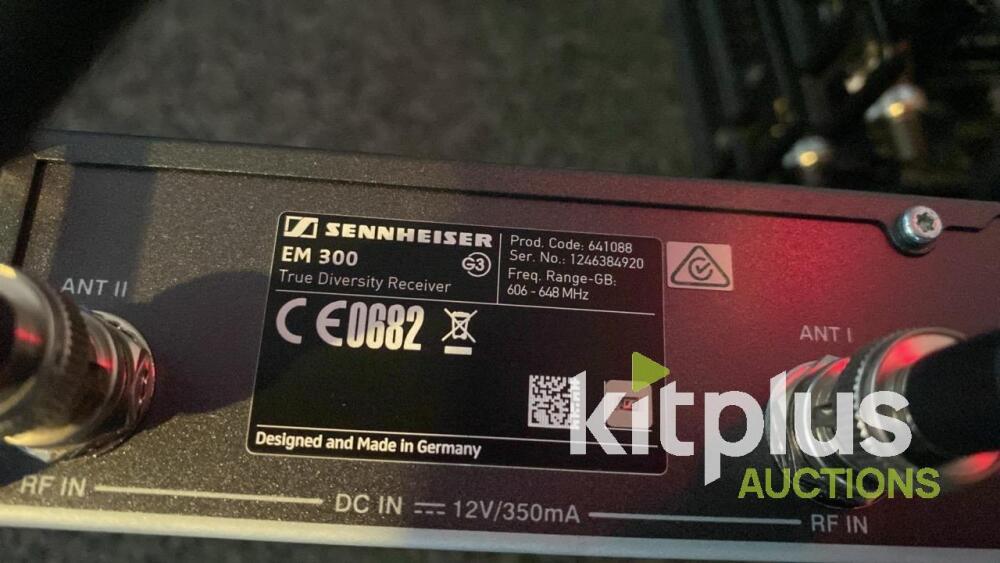 SENNHEISER
EM 300
G3
True Diversity Receiver
Prod. Code: 641088
Ser. No.: 1246384920
Freq. Range-GB:
606 - 648 MHz
CE0682
Designed and Made in Germany
ANT II
ANT I
RF IN
DC IN
12V/350mA
RF IN
kitplus
AUCTIONS